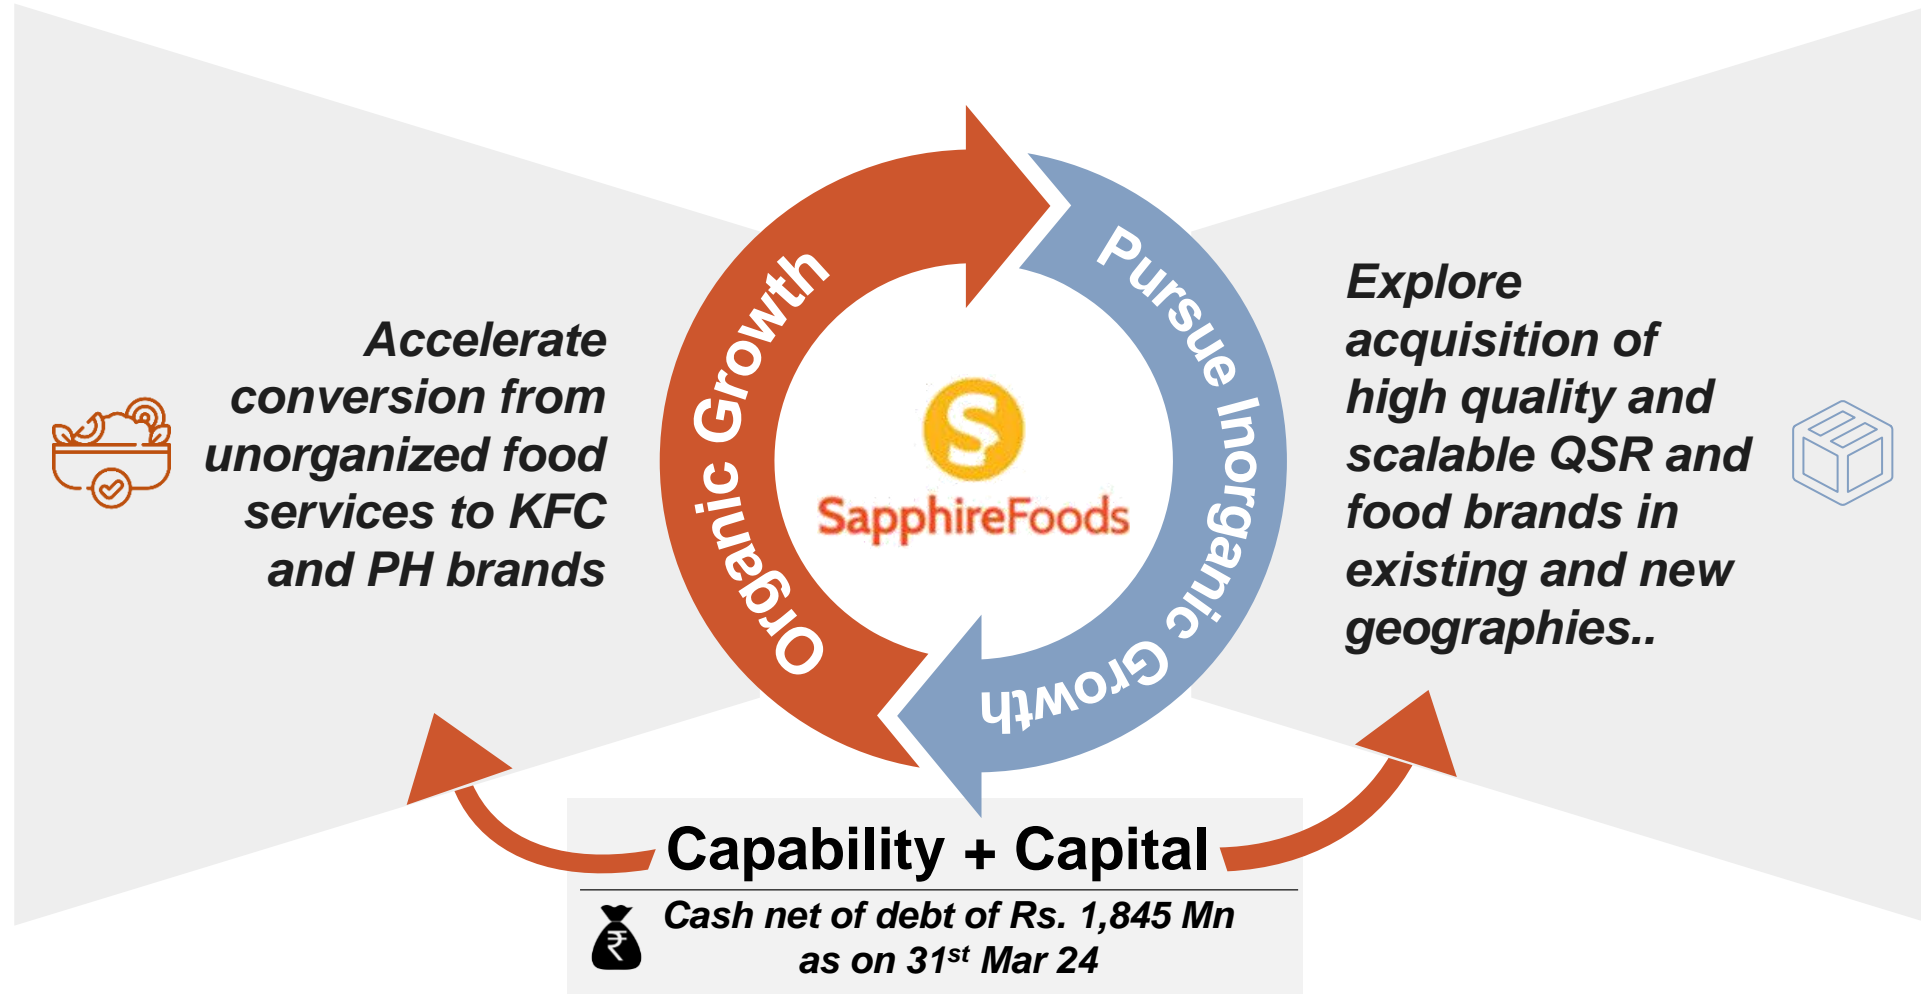 Accelerate
conversion from
unorganized food
services to KFC
and PH brands
Organic Growth
Pursue Inorganic Growth
SapphireFoods
Explore
acquisition of
high quality and
scalable QSR and
food brands in
existing and new
geographies..
Capability + Capital
Cash net of debt of Rs. 1,845 Mn
as on 31st Mar 24